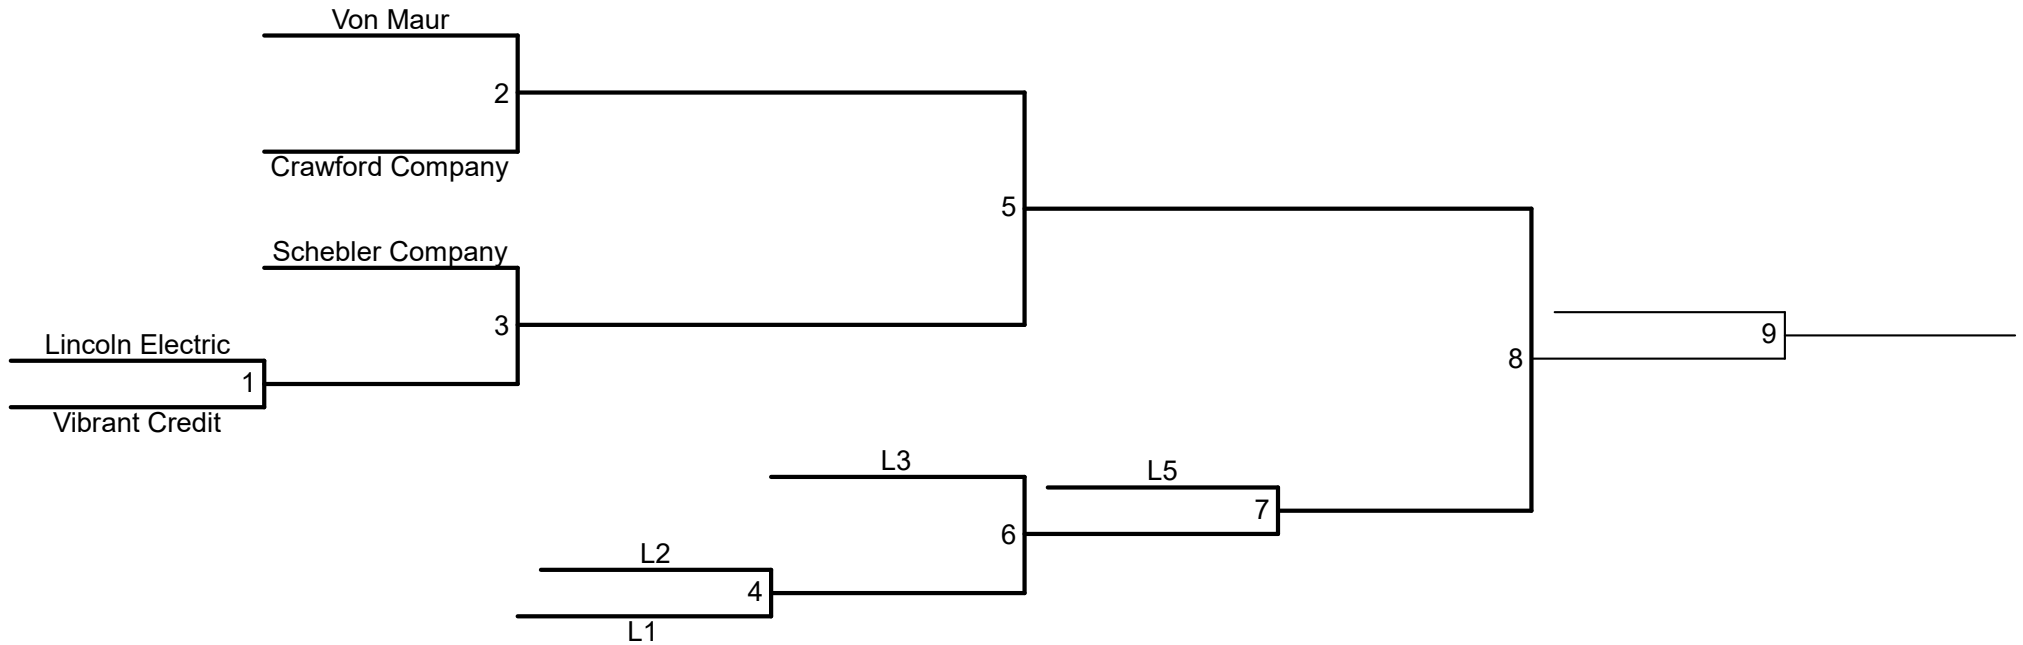 Von Maur
2
Crawford Company
5
Schebler Company
3
Lincoln Electric
1
Vibrant Credit
9
8
L3
L5
7
6
L2
4
L1